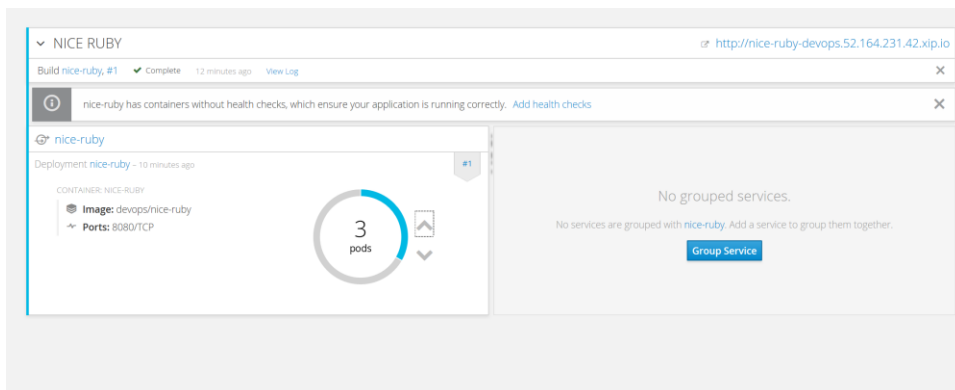 NICE RUBY
http://nice-ruby-devops.52.164.231.42.xip.io
Build nice-ruby, #1 Complete 12 minutes ago View Log
nice-ruby has containers without health checks, which ensure your application is running correctly. Add health checks
nice-ruby
Deployment nice-ruby – 10 minutes ago
#1
CONTAINER: NICE-RUBY
Image: devops/nice-ruby
Ports: 8080/TCP
3
pods
No grouped services.
No services are grouped with nice-ruby. Add a service to group them together.
Group Service